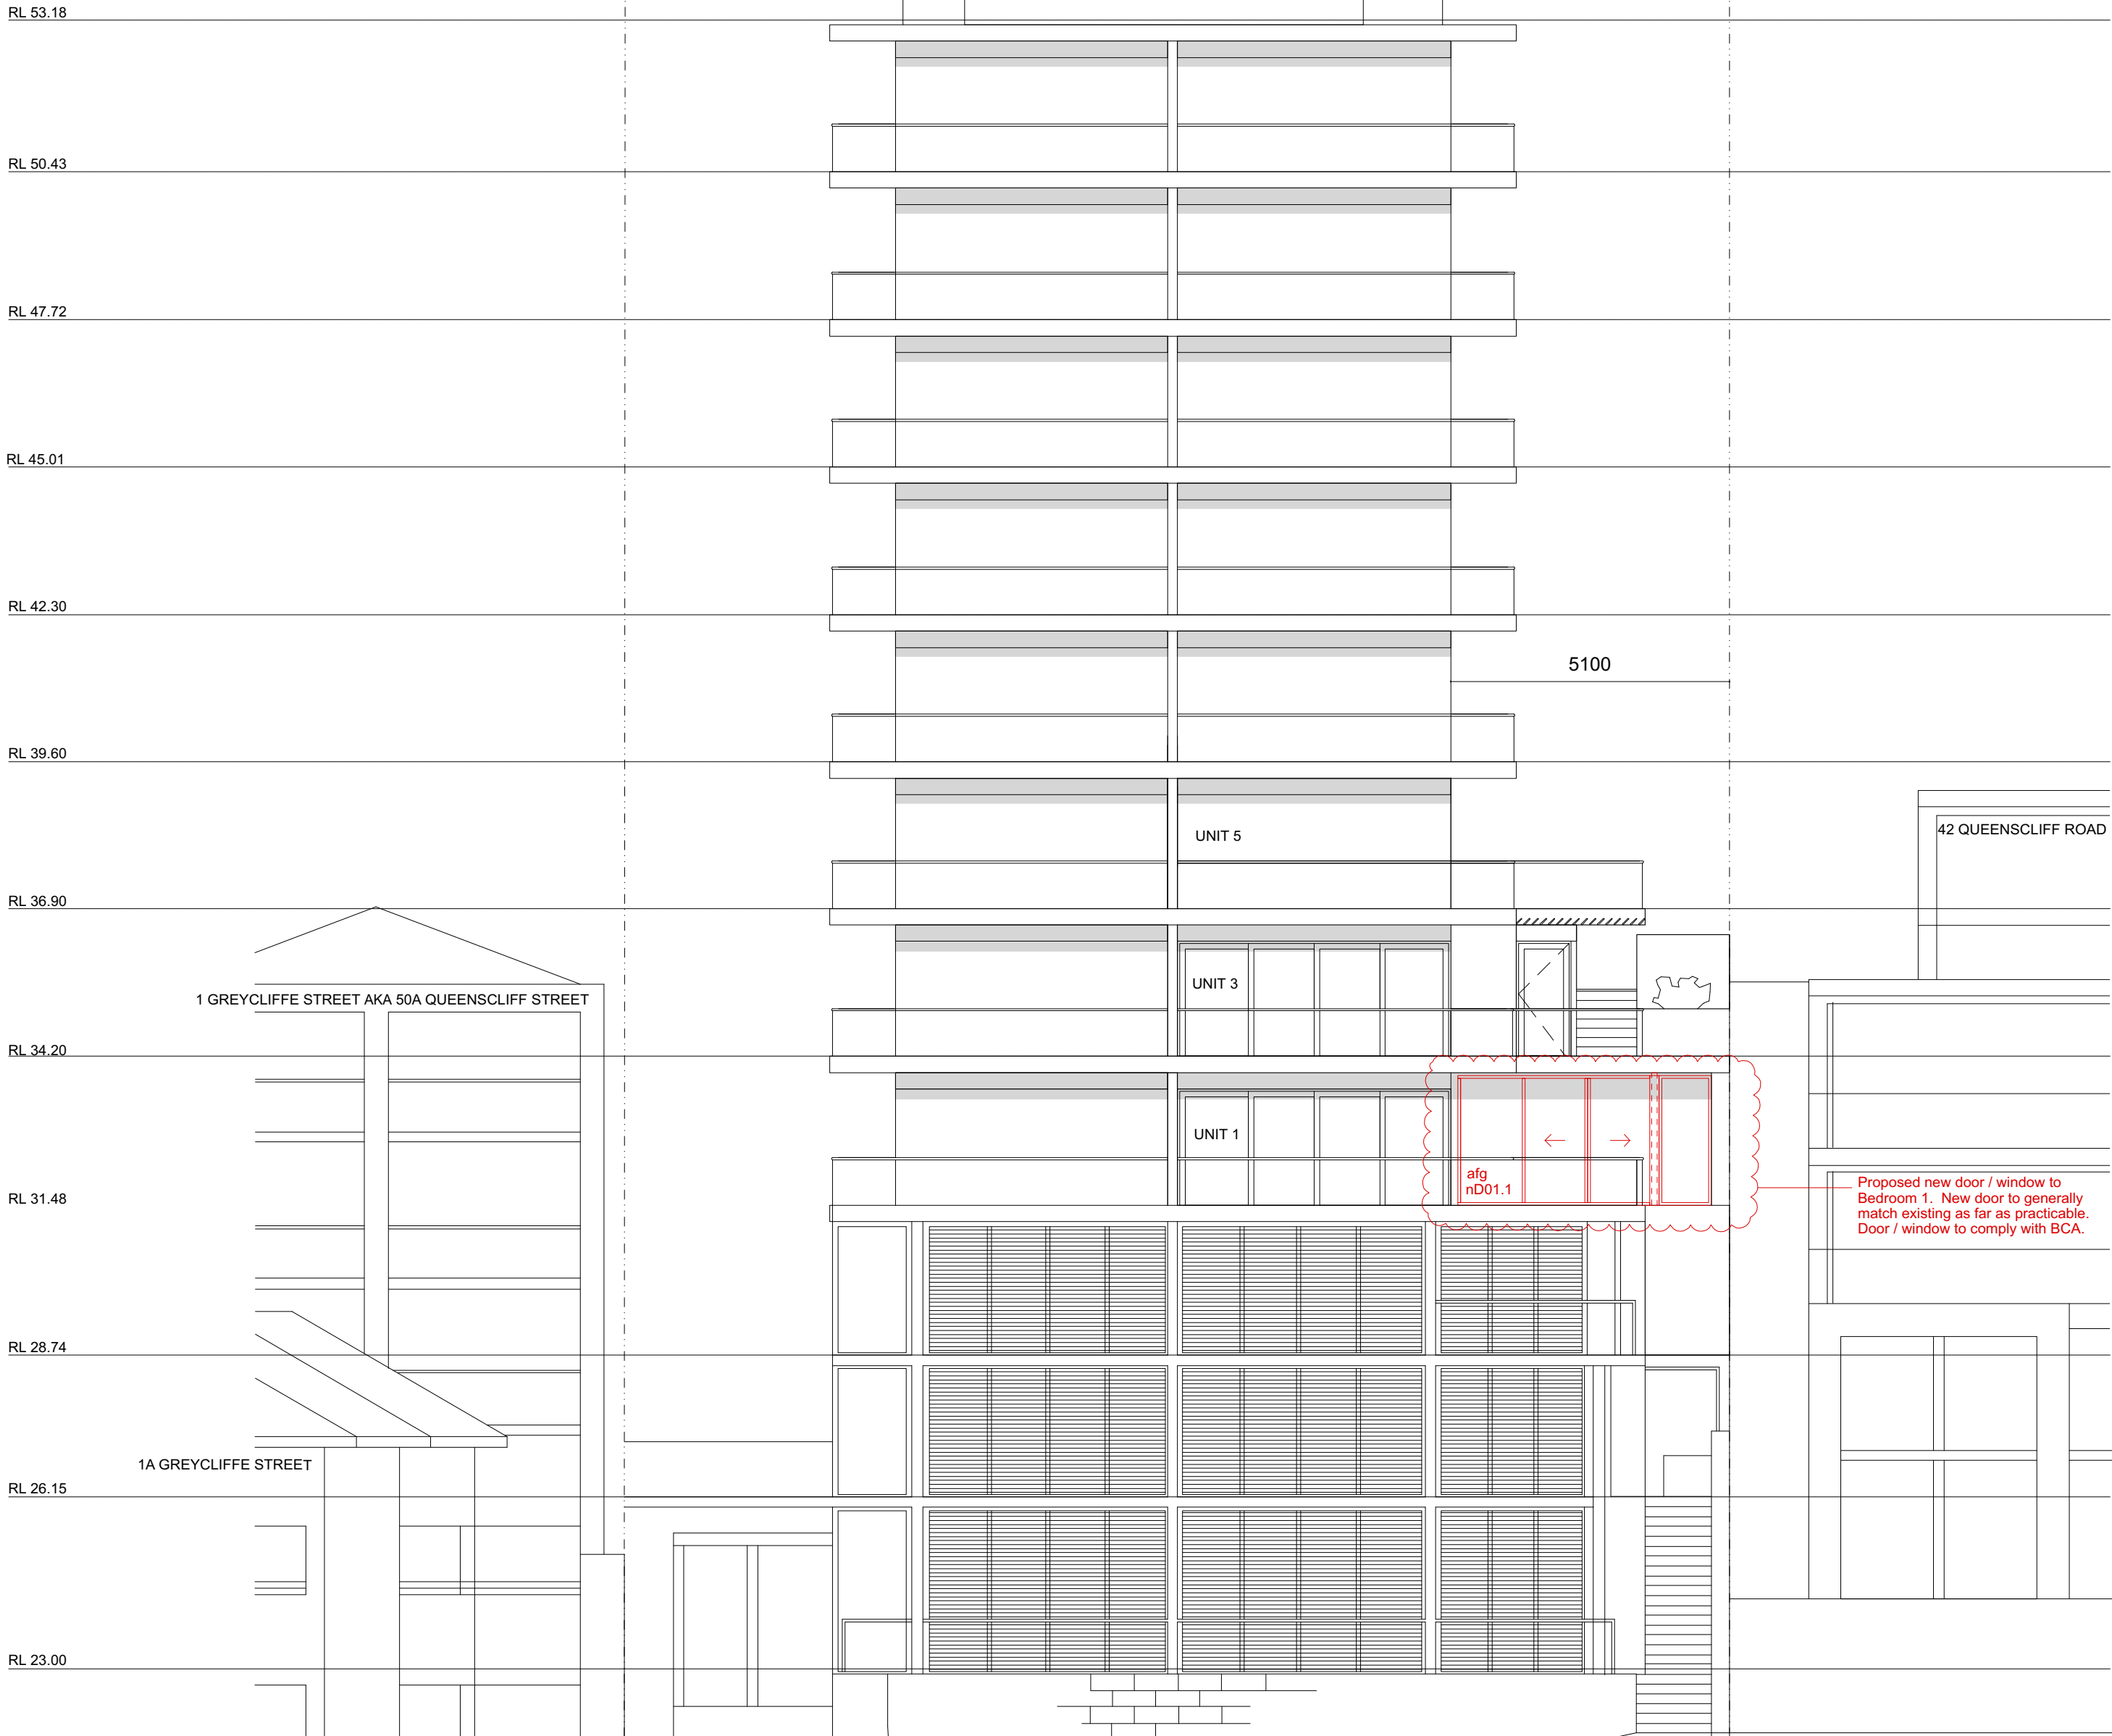 RL 53.18
RL 50.43
RL 47.72
RL 45.01
RL 42.30
5100
RL 39.60
UNIT 5
42 QUEENSCLIFF ROAD
RL 36.90
UNIT 3
1 GREYCLIFFE STREET AKA 50A QUEENSCLIFF STREET
RL 34.20
UNIT 1
afg
nD01.1
RL 31.48
Proposed new door / window to
Bedroom 1. New door to generally
match existing as far as practicable.
Door / window to comply with BCA.
RL 28.74
1A GREYCLIFFE STREET
RL 26.15
RL 23.00